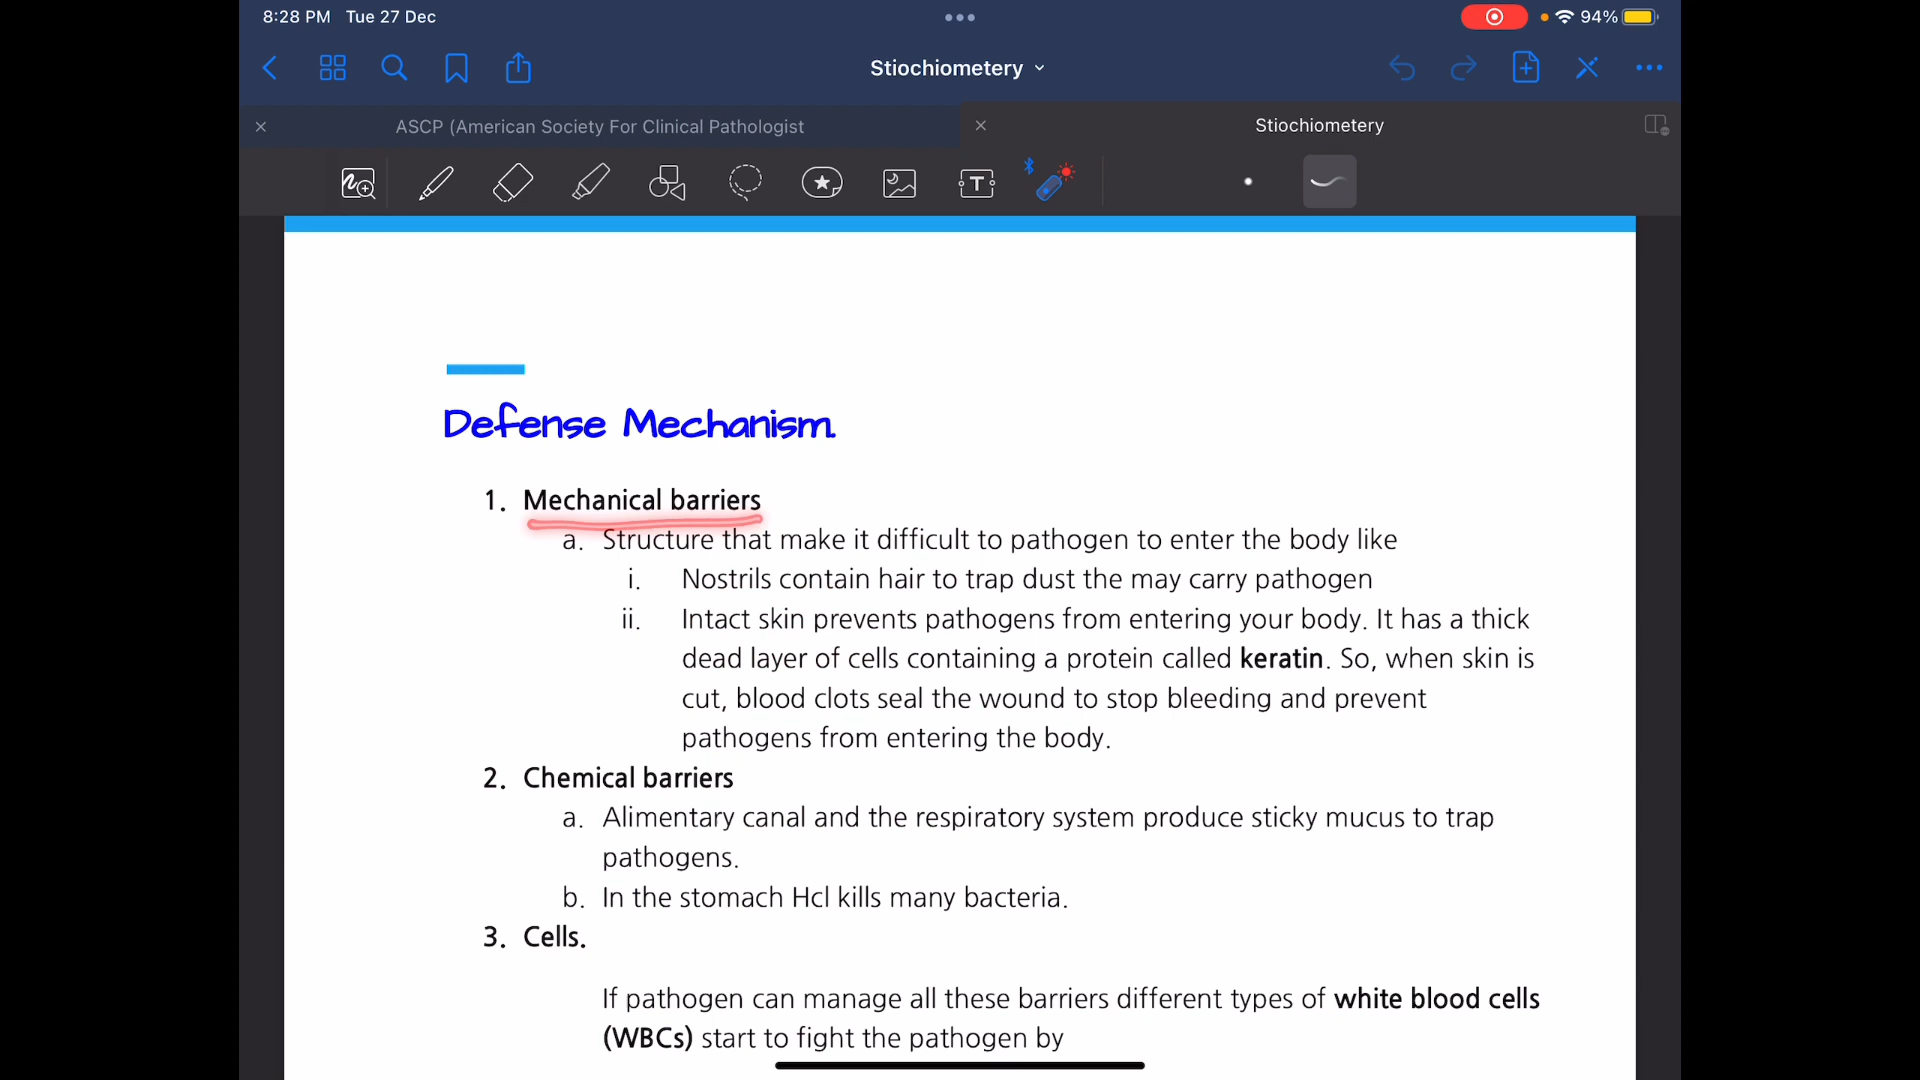 8:28 PM Tue 27 Dec
94%
Stiochiometery
ASCP (American Society For Clinical Pathologist
Stiochiometery
T
Defense Mechanism.
1. Mechanical barriers
a. Structure that make it difficult to pathogen to enter the body like
i. Nostrils contain hair to trap dust the may carry pathogen
ii. Intact skin prevents pathogens from entering your body. It has a thick
dead layer of cells containing a protein called keratin. So, when skin is
cut, blood clots seal the wound to stop bleeding and prevent
pathogens from entering the body.
2. Chemical barriers
a. Alimentary canal and the respiratory system produce sticky mucus to trap
pathogens.
b. In the stomach Hcl kills many bacteria.
3. Cells.
If pathogen can manage all these barriers different types of white blood cells
(WBCs) start to fight the pathogen by